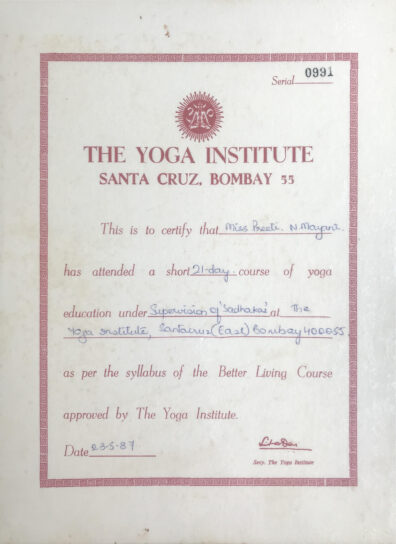 Serial 0991
THE YOGA INSTITUTE
SANTA CRUZ, BOMBAY 55
This is to certify that Miss Preeti. N. Mayani.
has attended a short 21-day course of yoga
education under Supervision of 'Sadhakas' at The
Yoga institute, Santacruz (East) Bombay 400055.
as per the syllabus of the Better Living Course
approved by The Yoga Institute.
Date 23-5-87
Secy. The Yoga Institute